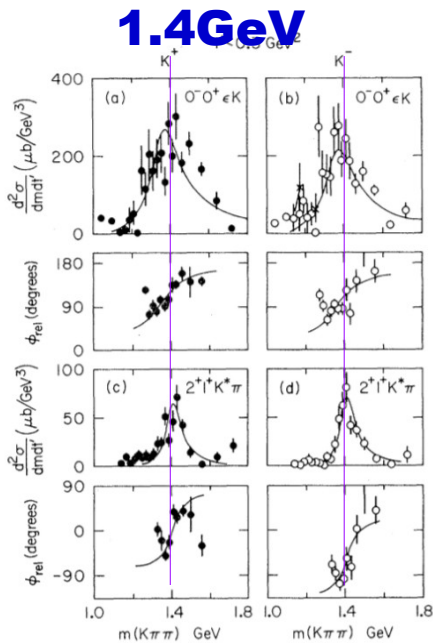 1.4GeV
K⁺ K⁻
400
(a) 0⁻0⁺ϵK (b) 0⁻0⁺ϵK
d²σ/dmdt' (μb/GeV³)
200
0
180
ϕrel (degrees)
90
0
100
(c) 2⁺1⁺K*π (d) 2⁺1⁺K*π
d²σ/dmdt' (μb/GeV³)
50
0
90
ϕrel (degrees)
0
-90
1.0 1.4 1.8 1.0 1.4 1.8
m(Kππ) GeV m(Kππ) GeV